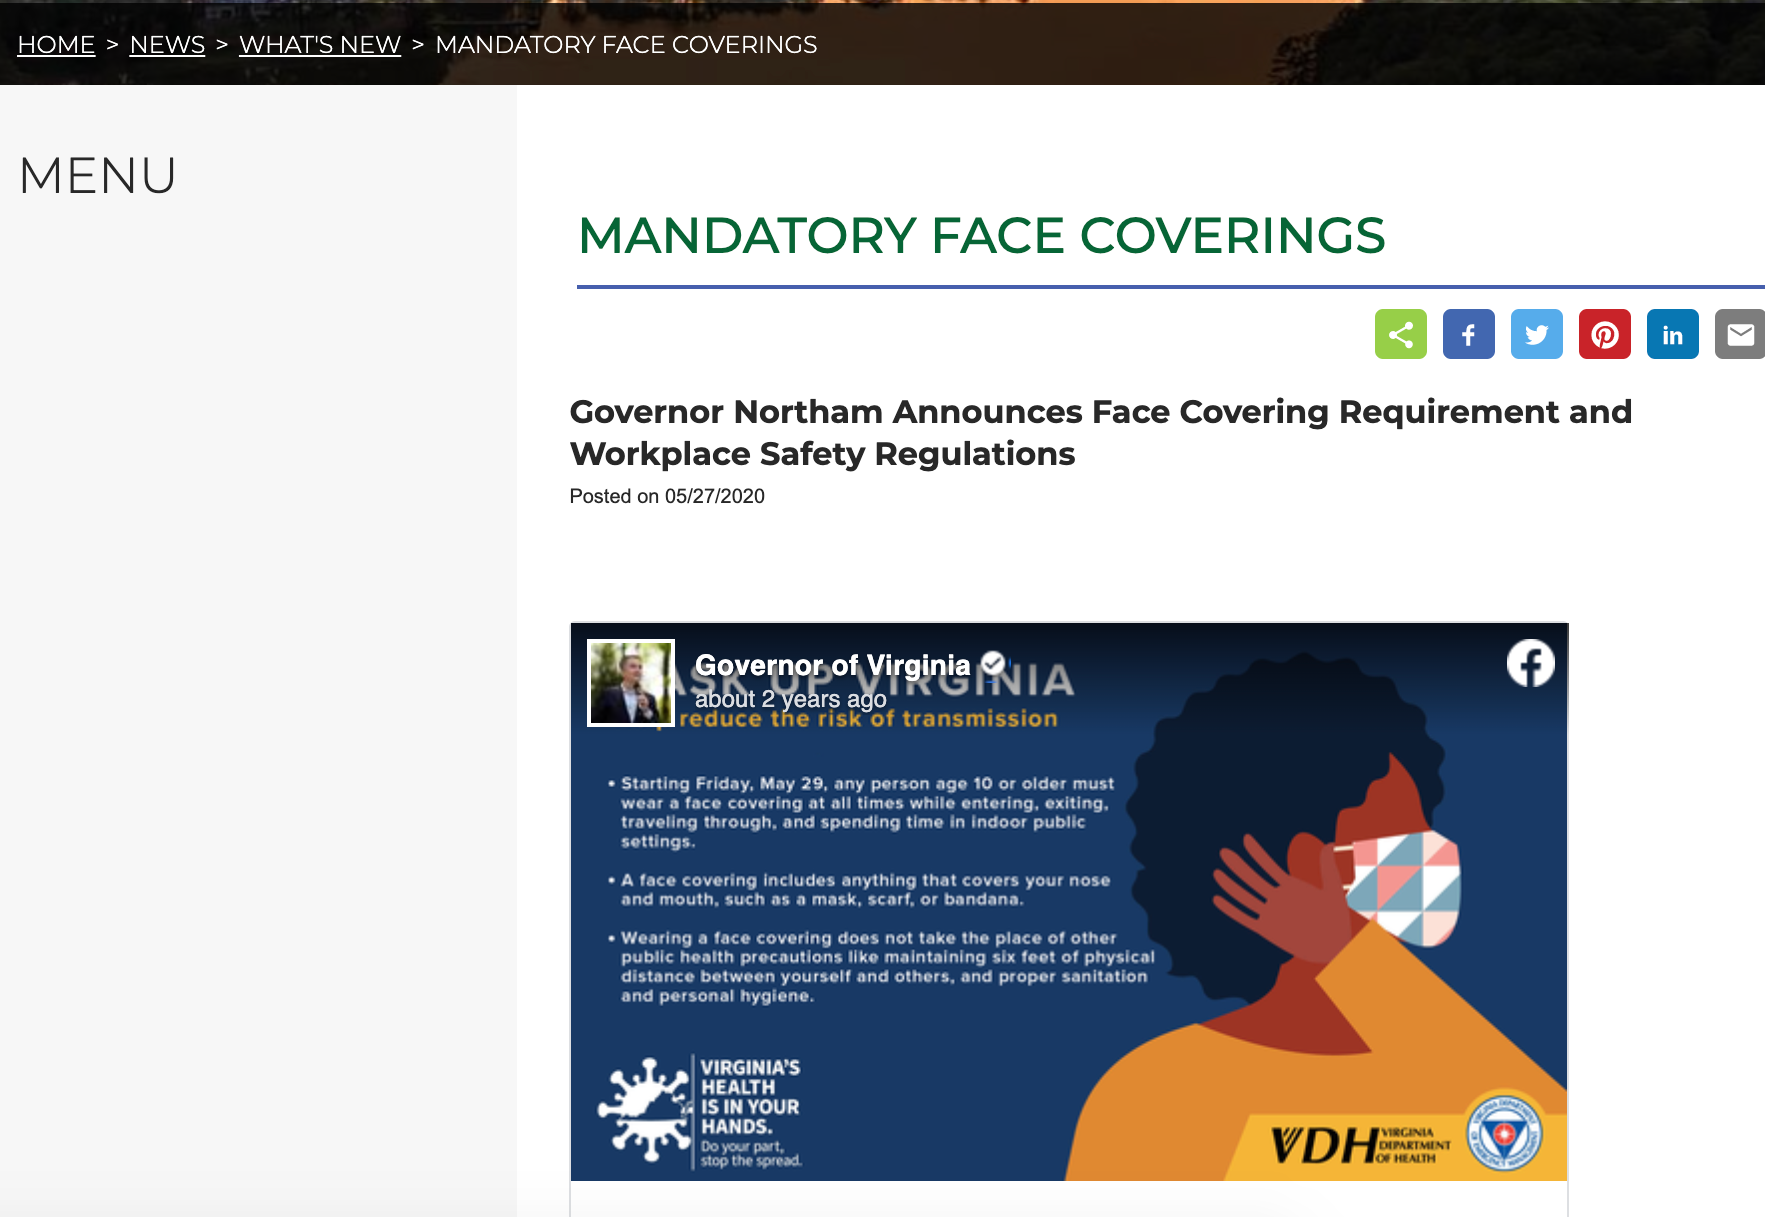 HOME > NEWS > WHAT'S NEW > MANDATORY FACE COVERINGS
MENU
MANDATORY FACE COVERINGS
Governor Northam Announces Face Covering Requirement and
Workplace Safety Regulations
Posted on 05/27/2020
Governor of Virginia
about 2 years ago
UP VIRGINIA
reduce the risk of transmission
• Starting Friday, May 29, any person age 10 or older must
wear a face covering at all times while entering, exiting,
traveling through, and spending time in indoor public
settings.
• A face covering includes anything that covers your nose
and mouth, such as a mask, scarf, or bandana.
• Wearing a face covering does not take the place of other
public health precautions like maintaining six feet of physical
distance between yourself and others, and proper sanitation
and personal hygiene.
VIRGINIA'S
HEALTH
IS IN YOUR
HANDS.
Do your part,
stop the spread.
VDH VIRGINIA
DEPARTMENT
OF HEALTH
VIRGINIA DEPARTMENT
OF EMERGENCY MANAGEMENT